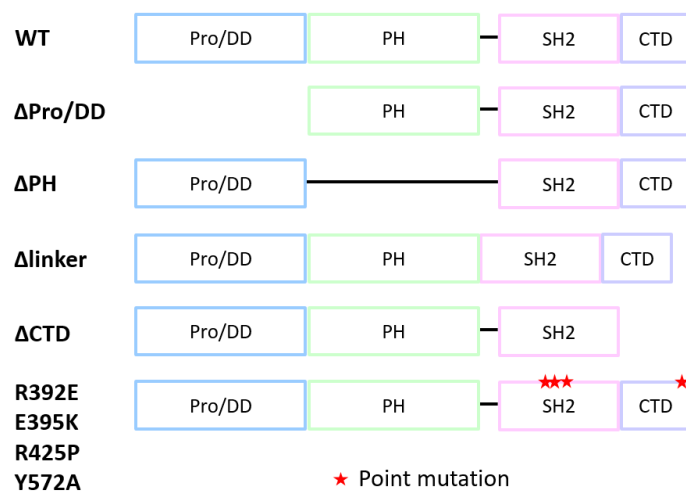 WT Pro/DD PH SH2 CTD
ΔPro/DD PH SH2 CTD
ΔPH Pro/DD SH2 CTD
Δlinker Pro/DD PH SH2 CTD
ΔCTD Pro/DD PH SH2
R392E
E395K
R425P
Y572A
Pro/DD PH SH2 CTD
Point mutation